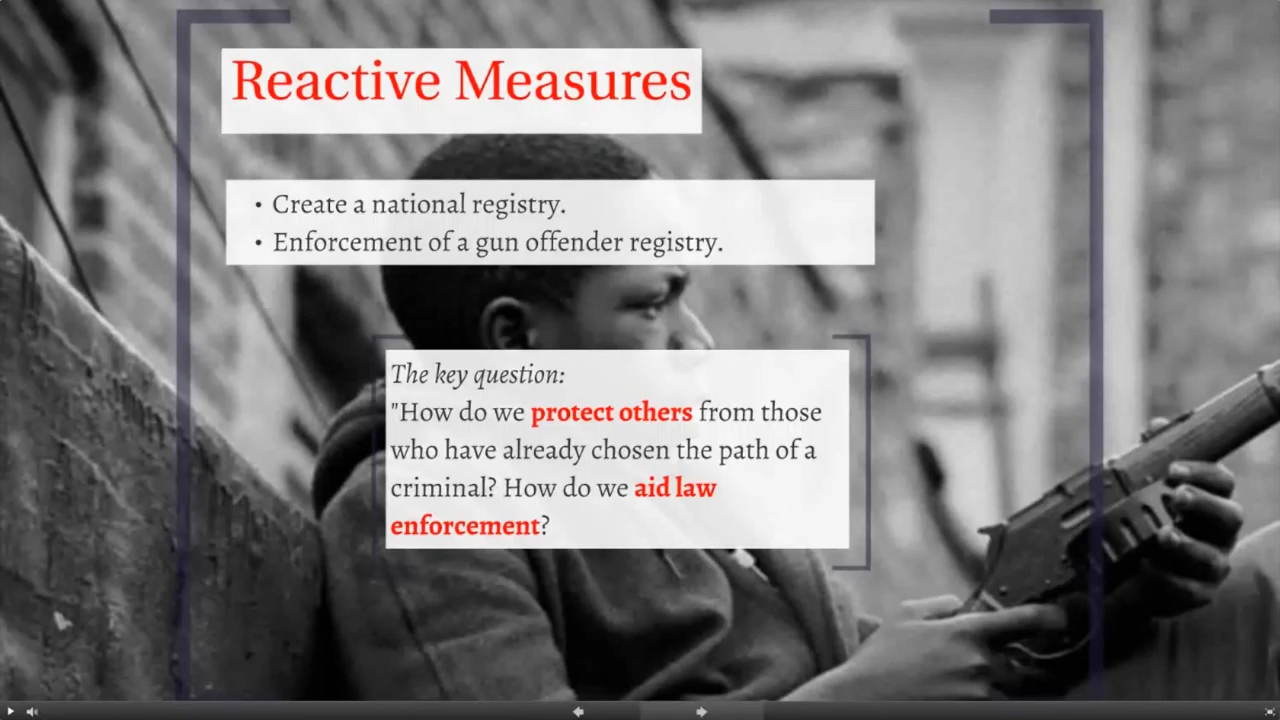 Reactive Measures
• Create a national registry.
• Enforcement of a gun offender registry.
The key question:
"How do we protect others from those
who have already chosen the path of a
criminal? How do we aid law
enforcement?